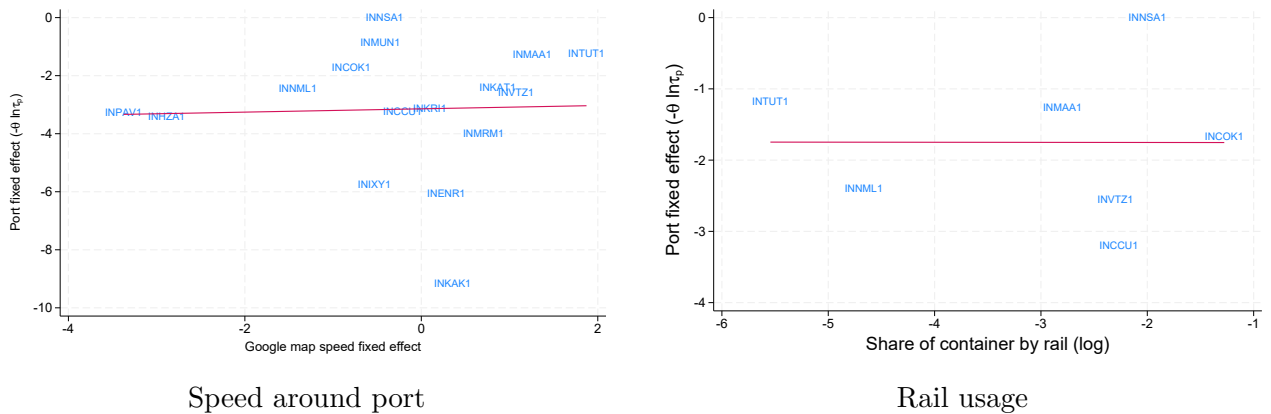 Port fixed effect (-θ lnτp)
0
-2
-4
-6
-8
-10
INNSA1
INMUN1
INMAA1
INTUT1
INCOK1
INNML1
INKAT1
INVTZ1
INPAV1
INHZA1
INCCU1
INKRI1
INMRM1
INIXY1
INENR1
INKAK1
-4 -2 0 2
Google map speed fixed effect
Speed around port
Port fixed effect (-θ lnτp)
0
-1
-2
-3
-4
INNSA1
INTUT1
INMAA1
INCOK1
INNML1
INVTZ1
INCCU1
-6 -5 -4 -3 -2 -1
Share of container by rail (log)
Rail usage